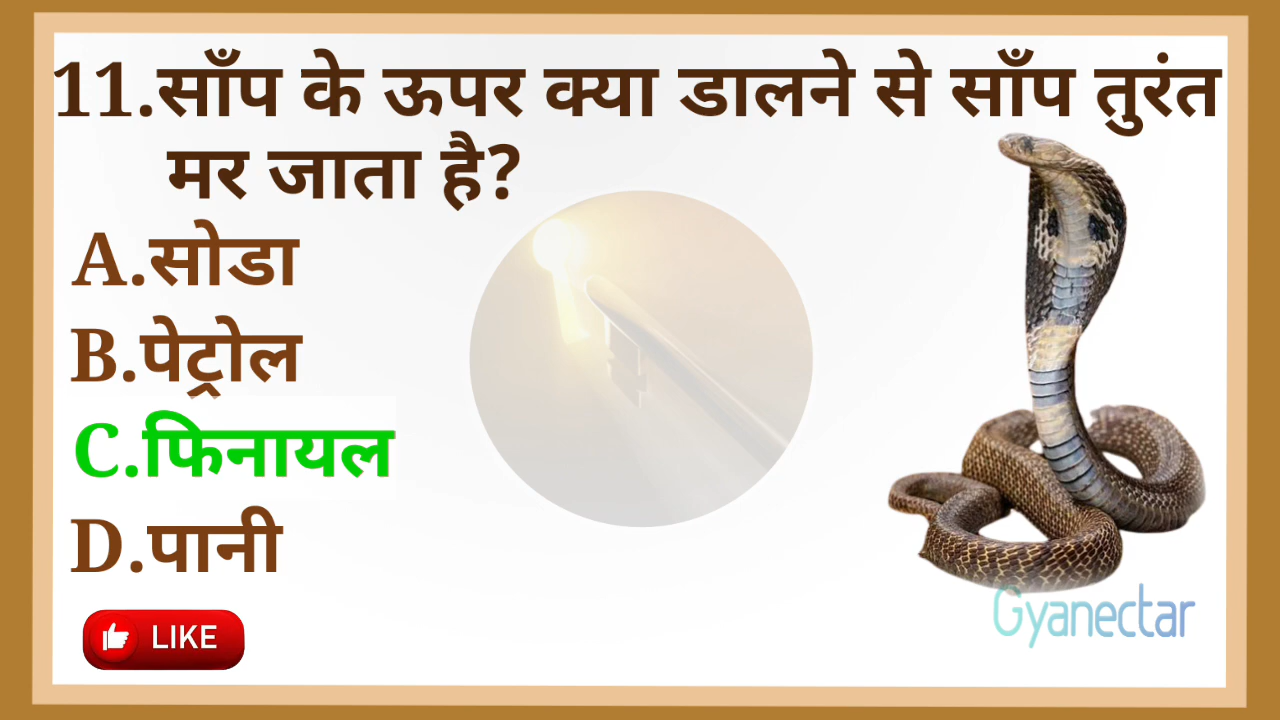 11.साँप के ऊपर क्या डालने से साँप तुरंत
मर जाता है?
A.सोडा
B.पेट्रोल
C.फिनायल
D.पानी
LIKE
Gyanectar